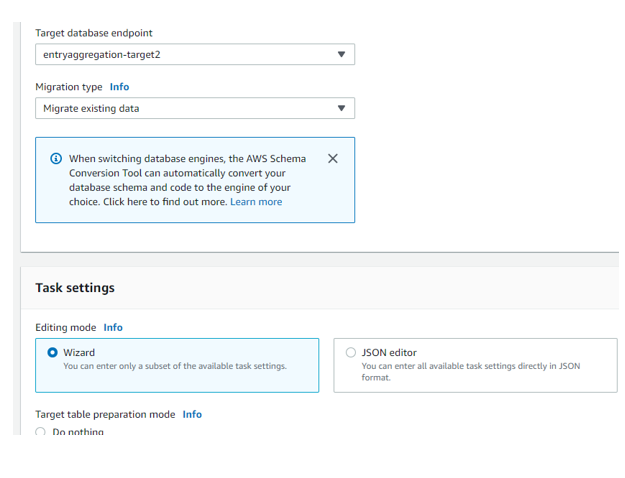 Target database endpoint
entryaggregation-target2
Migration type Info
Migrate existing data
When switching database engines, the AWS Schema
Conversion Tool can automatically convert your
database schema and code to the engine of your
choice. Click here to find out more. Learn more
Task settings
Editing mode Info
Wizard
You can enter only a subset of the available task settings.
JSON editor
You can enter all available task settings directly in JSON
format.
Target table preparation mode Info
Do nothing